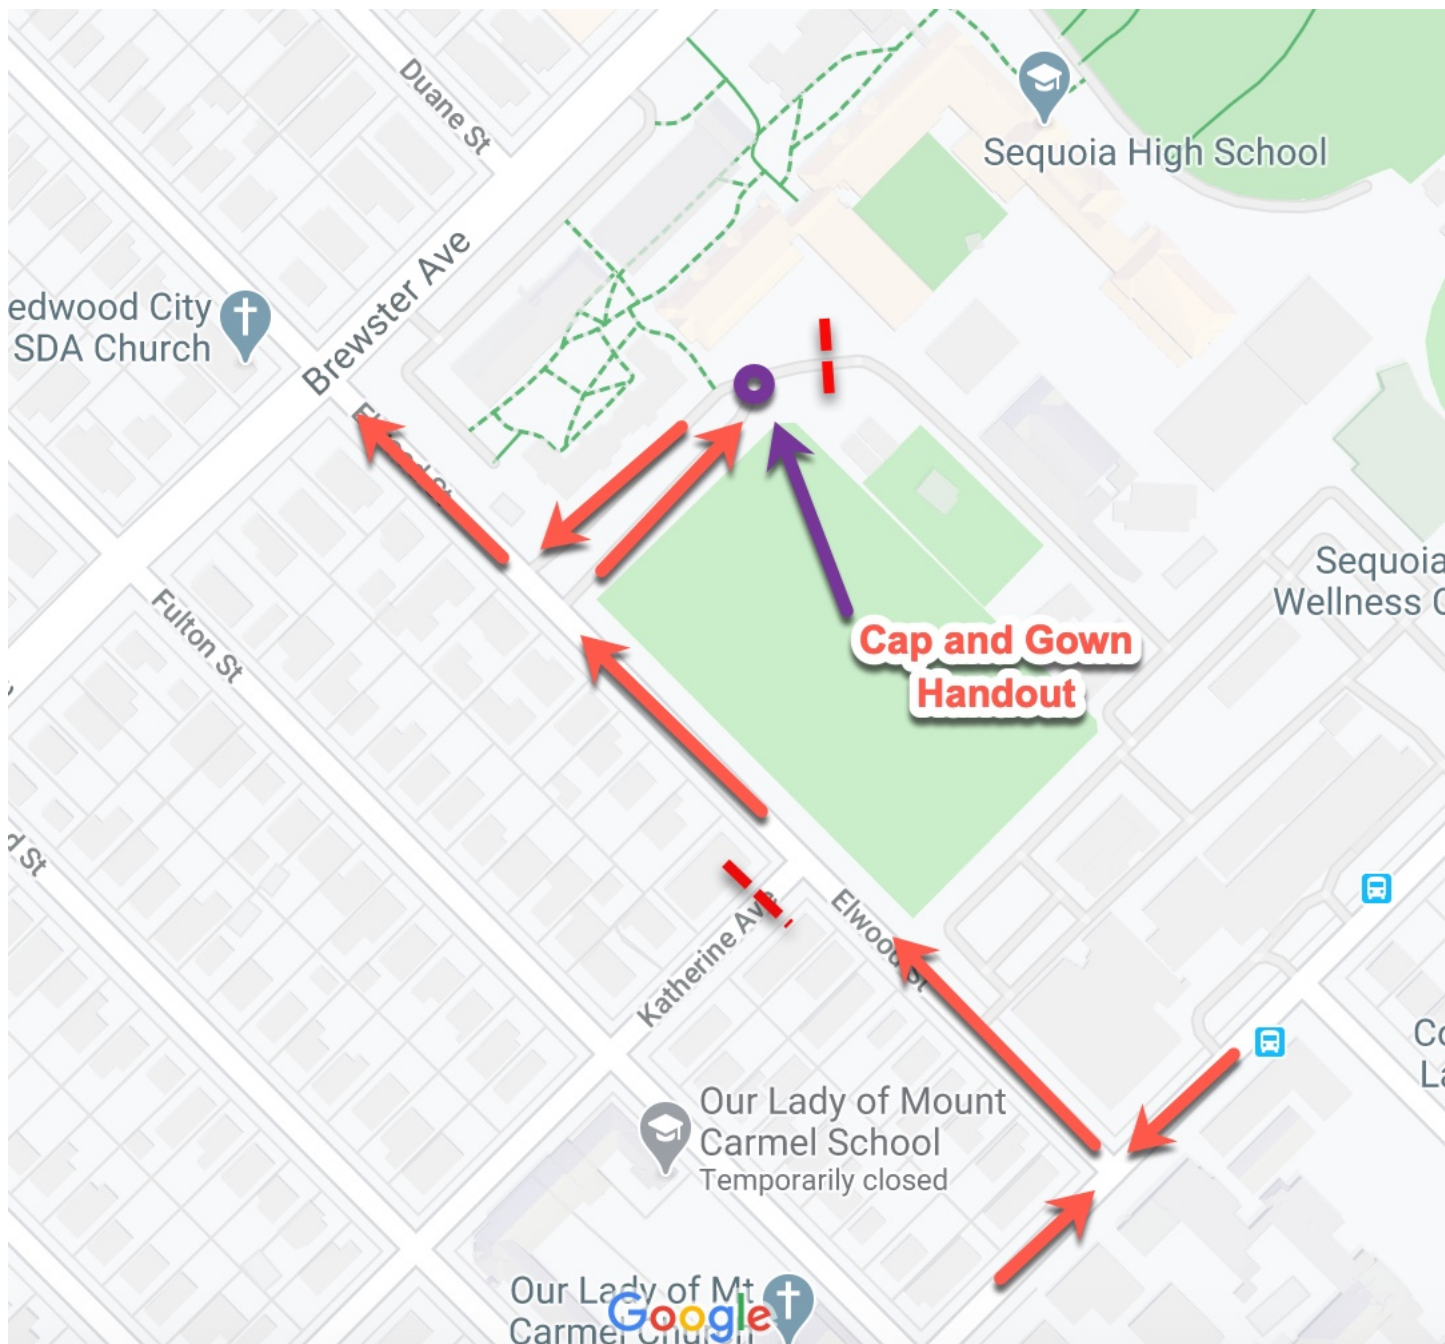 Duane St
Sequoia High School
Brewster Ave
edwood City
SDA Church
Fulton St
Sequoia
Wellness C
Cap and Gown
Handout
d St
Elwood St
Katherine Ave
Our Lady of Mount
Carmel School
Temporarily closed
Co
La
Our Lady of Mt
Carmel Church
Google